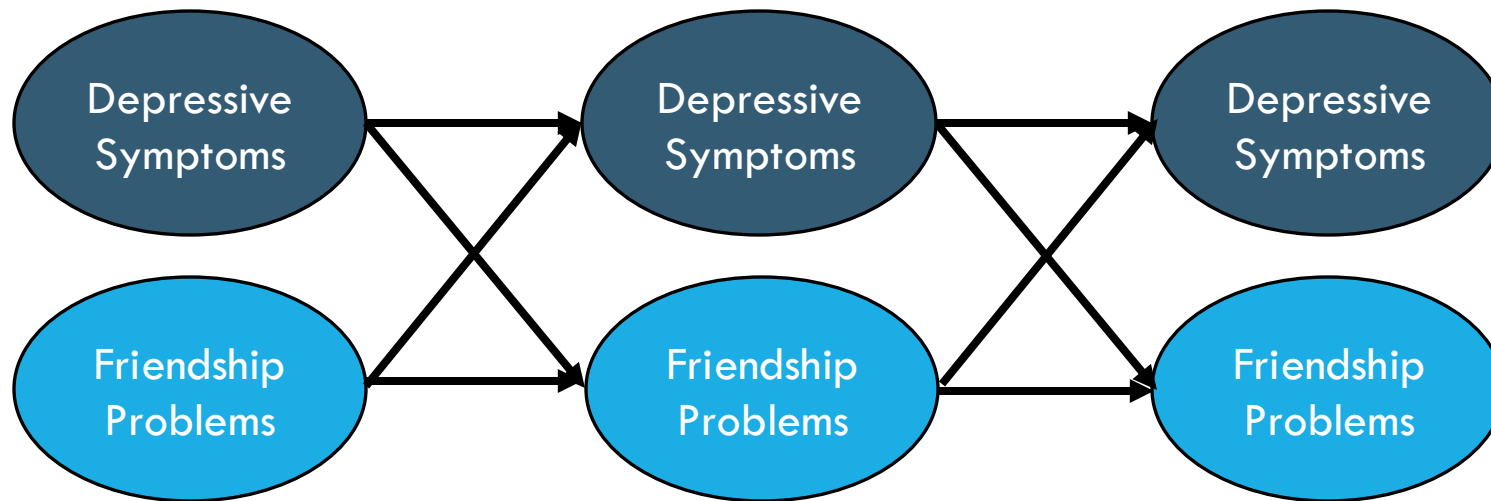 Depressive
Symptoms
Depressive
Symptoms
Depressive
Symptoms
Friendship
Problems
Friendship
Problems
Friendship
Problems